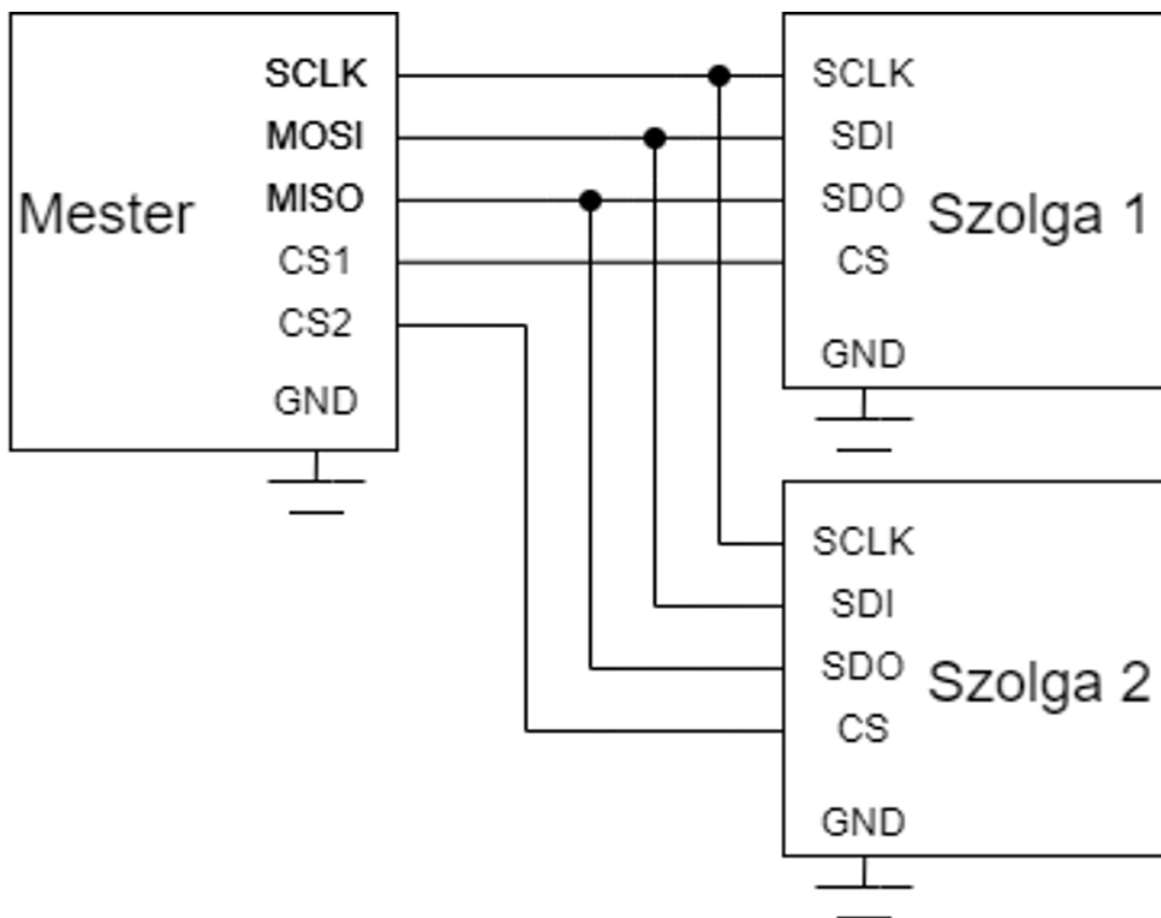 Mester
SCLK
MOSI
MISO
CS1
CS2
GND
Szolga 1
SCLK
SDI
SDO
CS
GND
Szolga 2
SCLK
SDI
SDO
CS
GND